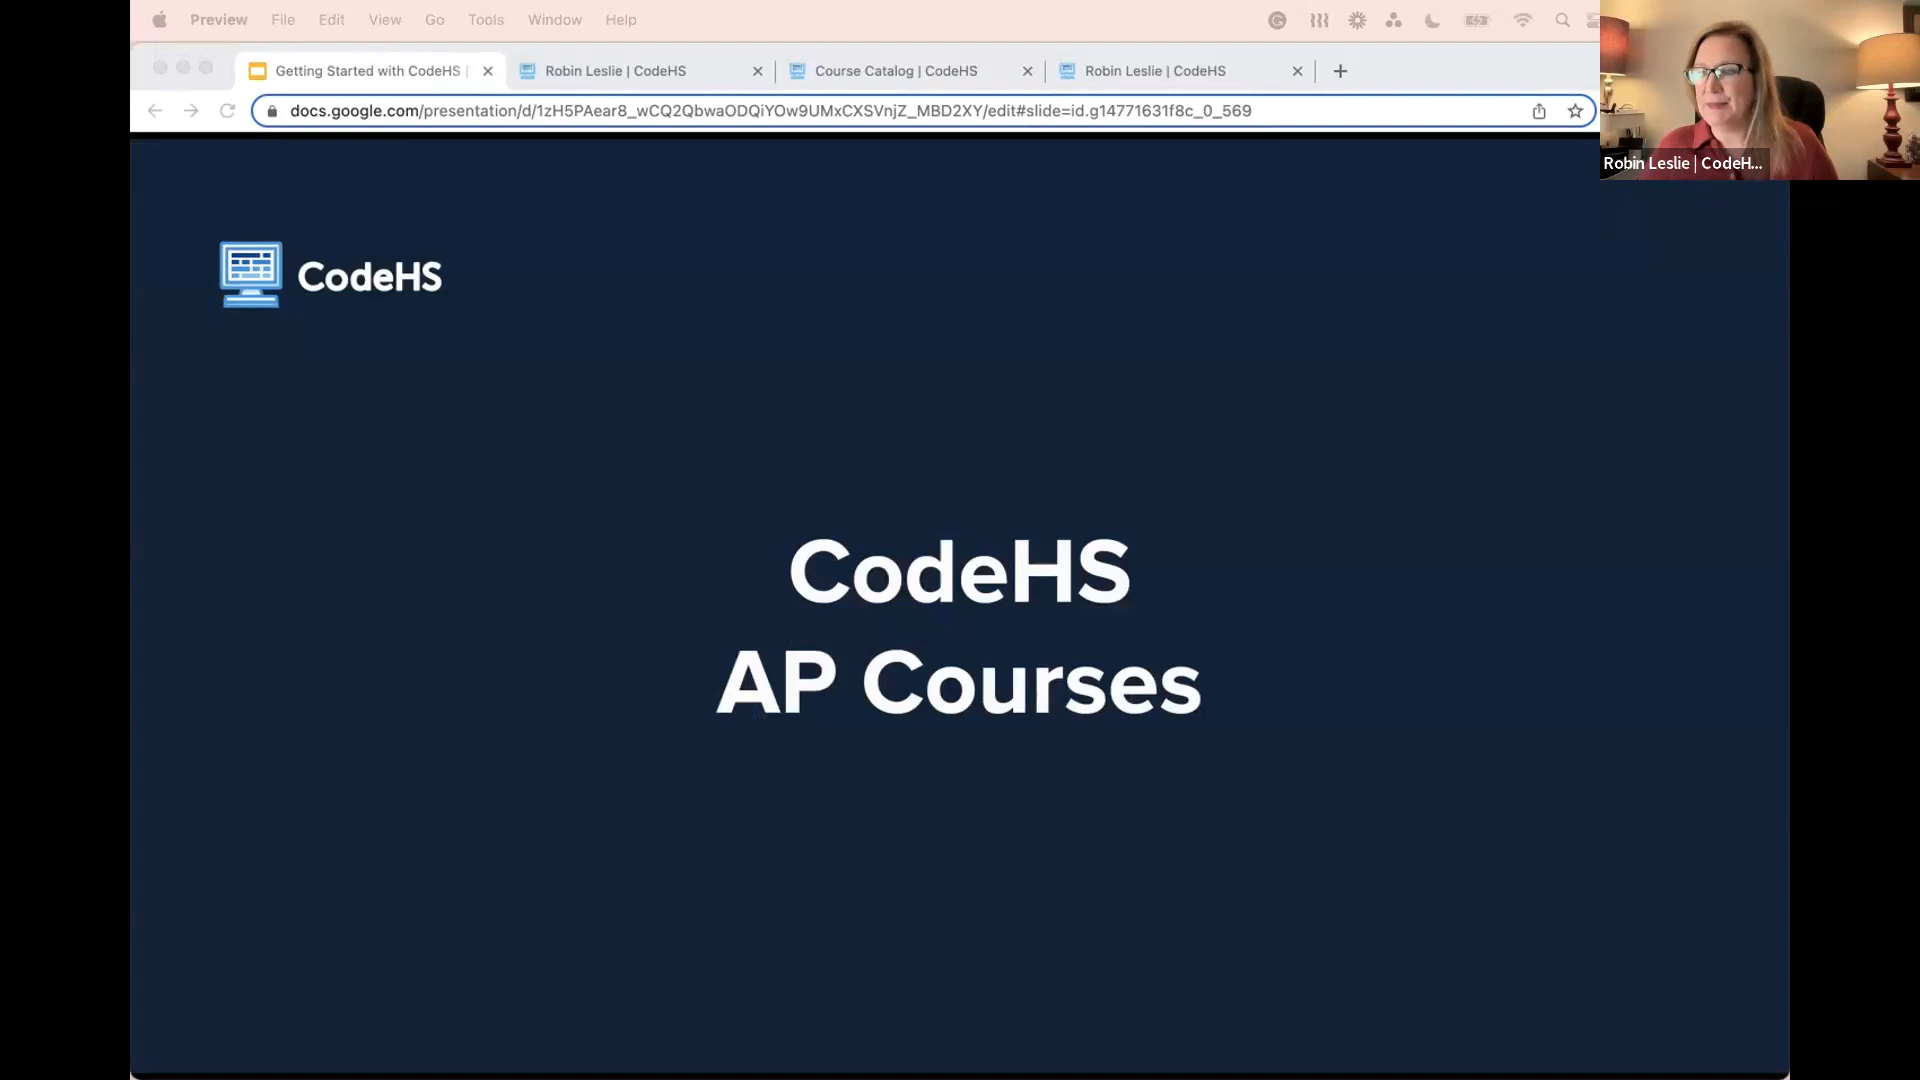 Preview File Edit View Go Tools Window Help
Getting Started with CodeHS |
Robin Leslie | CodeHS
Course Catalog | CodeHS
Robin Leslie | CodeHS
docs.google.com/presentation/d/1zH5PAear8_wCQ2QbwaODQiYOw9UMxCXSVnjZ_MBD2XY/edit#slide=id.g14771631f8c_0_569
Robin Leslie | CodeH...
CodeHS
CodeHS
AP Courses